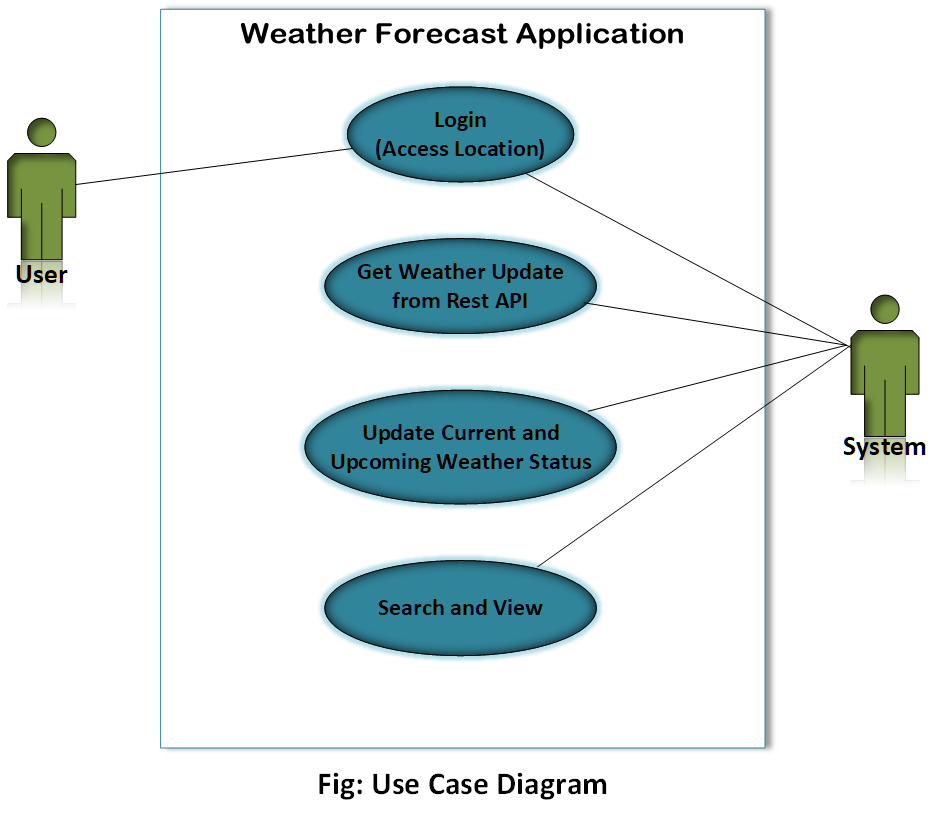 Weather Forecast Application
Login
(Access Location)
User
Get Weather Update
from Rest API
Update Current and
Upcoming Weather Status
System
Search and View
Fig: Use Case Diagram